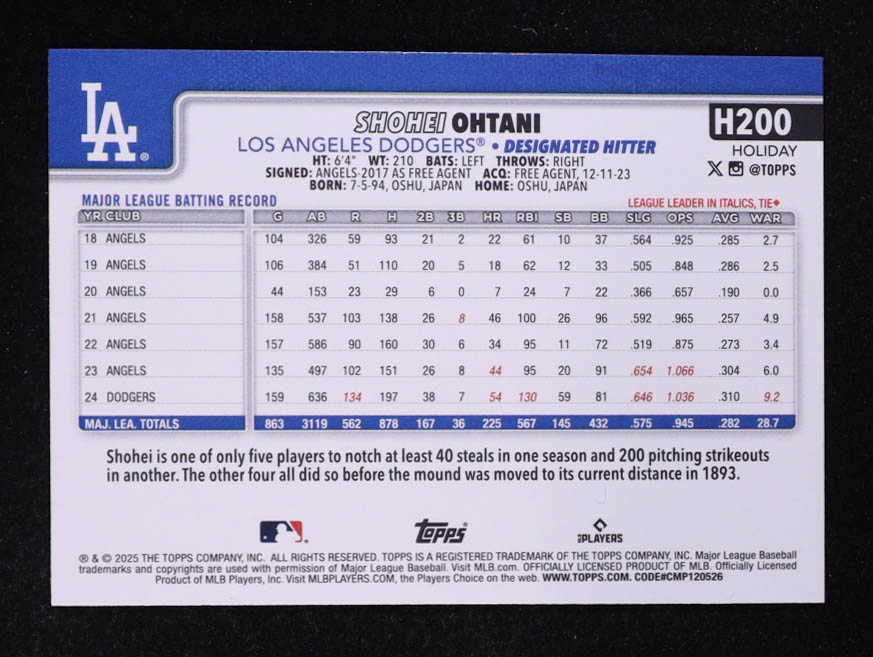 LA®
SHOHEI OHTANI
H200
LOS ANGELES DODGERS® • DESIGNATED HITTER
HOLIDAY
HT: 6'4" WT: 210 BATS: LEFT THROWS: RIGHT
@TOPPS
SIGNED: ANGELS-2017 AS FREE AGENT ACQ: FREE AGENT, 12-11-23
BORN: 7-5-94, OSHU, JAPAN HOME: OSHU, JAPAN
MAJOR LEAGUE BATTING RECORD LEAGUE LEADER IN ITALICS, TIE♦
YR CLUB G AB R H 2B 3B HR RBI SB BB SLG OPS AVG WAR
18 ANGELS 104 326 59 93 21 2 22 61 10 37 .564 .925 .285 2.7
19 ANGELS 106 384 51 110 20 5 18 62 12 33 .505 .848 .286 2.5
20 ANGELS 44 153 23 29 6 0 7 24 7 22 .366 .657 .190 0.0
21 ANGELS 158 537 103 138 26 8 46 100 26 96 .592 .965 .257 4.9
22 ANGELS 157 586 90 160 30 6 34 95 11 72 .519 .875 .273 3.4
23 ANGELS 135 497 102 151 26 8 44 95 20 91 .654 1.066 .304 6.0
24 DODGERS 159 636 134 197 38 7 54 130 59 81 .646 1.036 .310 9.2
MAJ. LEA. TOTALS 863 3119 562 878 167 36 225 567 145 432 .575 .945 .282 28.7
Shohei is one of only five players to notch at least 40 steals in one season and 200 pitching strikeouts
in another. The other four all did so before the mound was moved to its current distance in 1893.
Topps® MLBPLAYERS
® & © 2025 THE TOPPS COMPANY, INC. ALL RIGHTS RESERVED. TOPPS IS A REGISTERED TRADEMARK OF THE TOPPS COMPANY, INC. Major League Baseball
trademarks and copyrights are used with permission of Major League Baseball. Visit MLB.com. OFFICIALLY LICENSED PRODUCT OF MLB. Officially Licensed
Product of MLB Players, Inc. Visit MLBPLAYERS.COM, the Players Choice on the web. WWW.TOPPS.COM. CODE#CMP120526